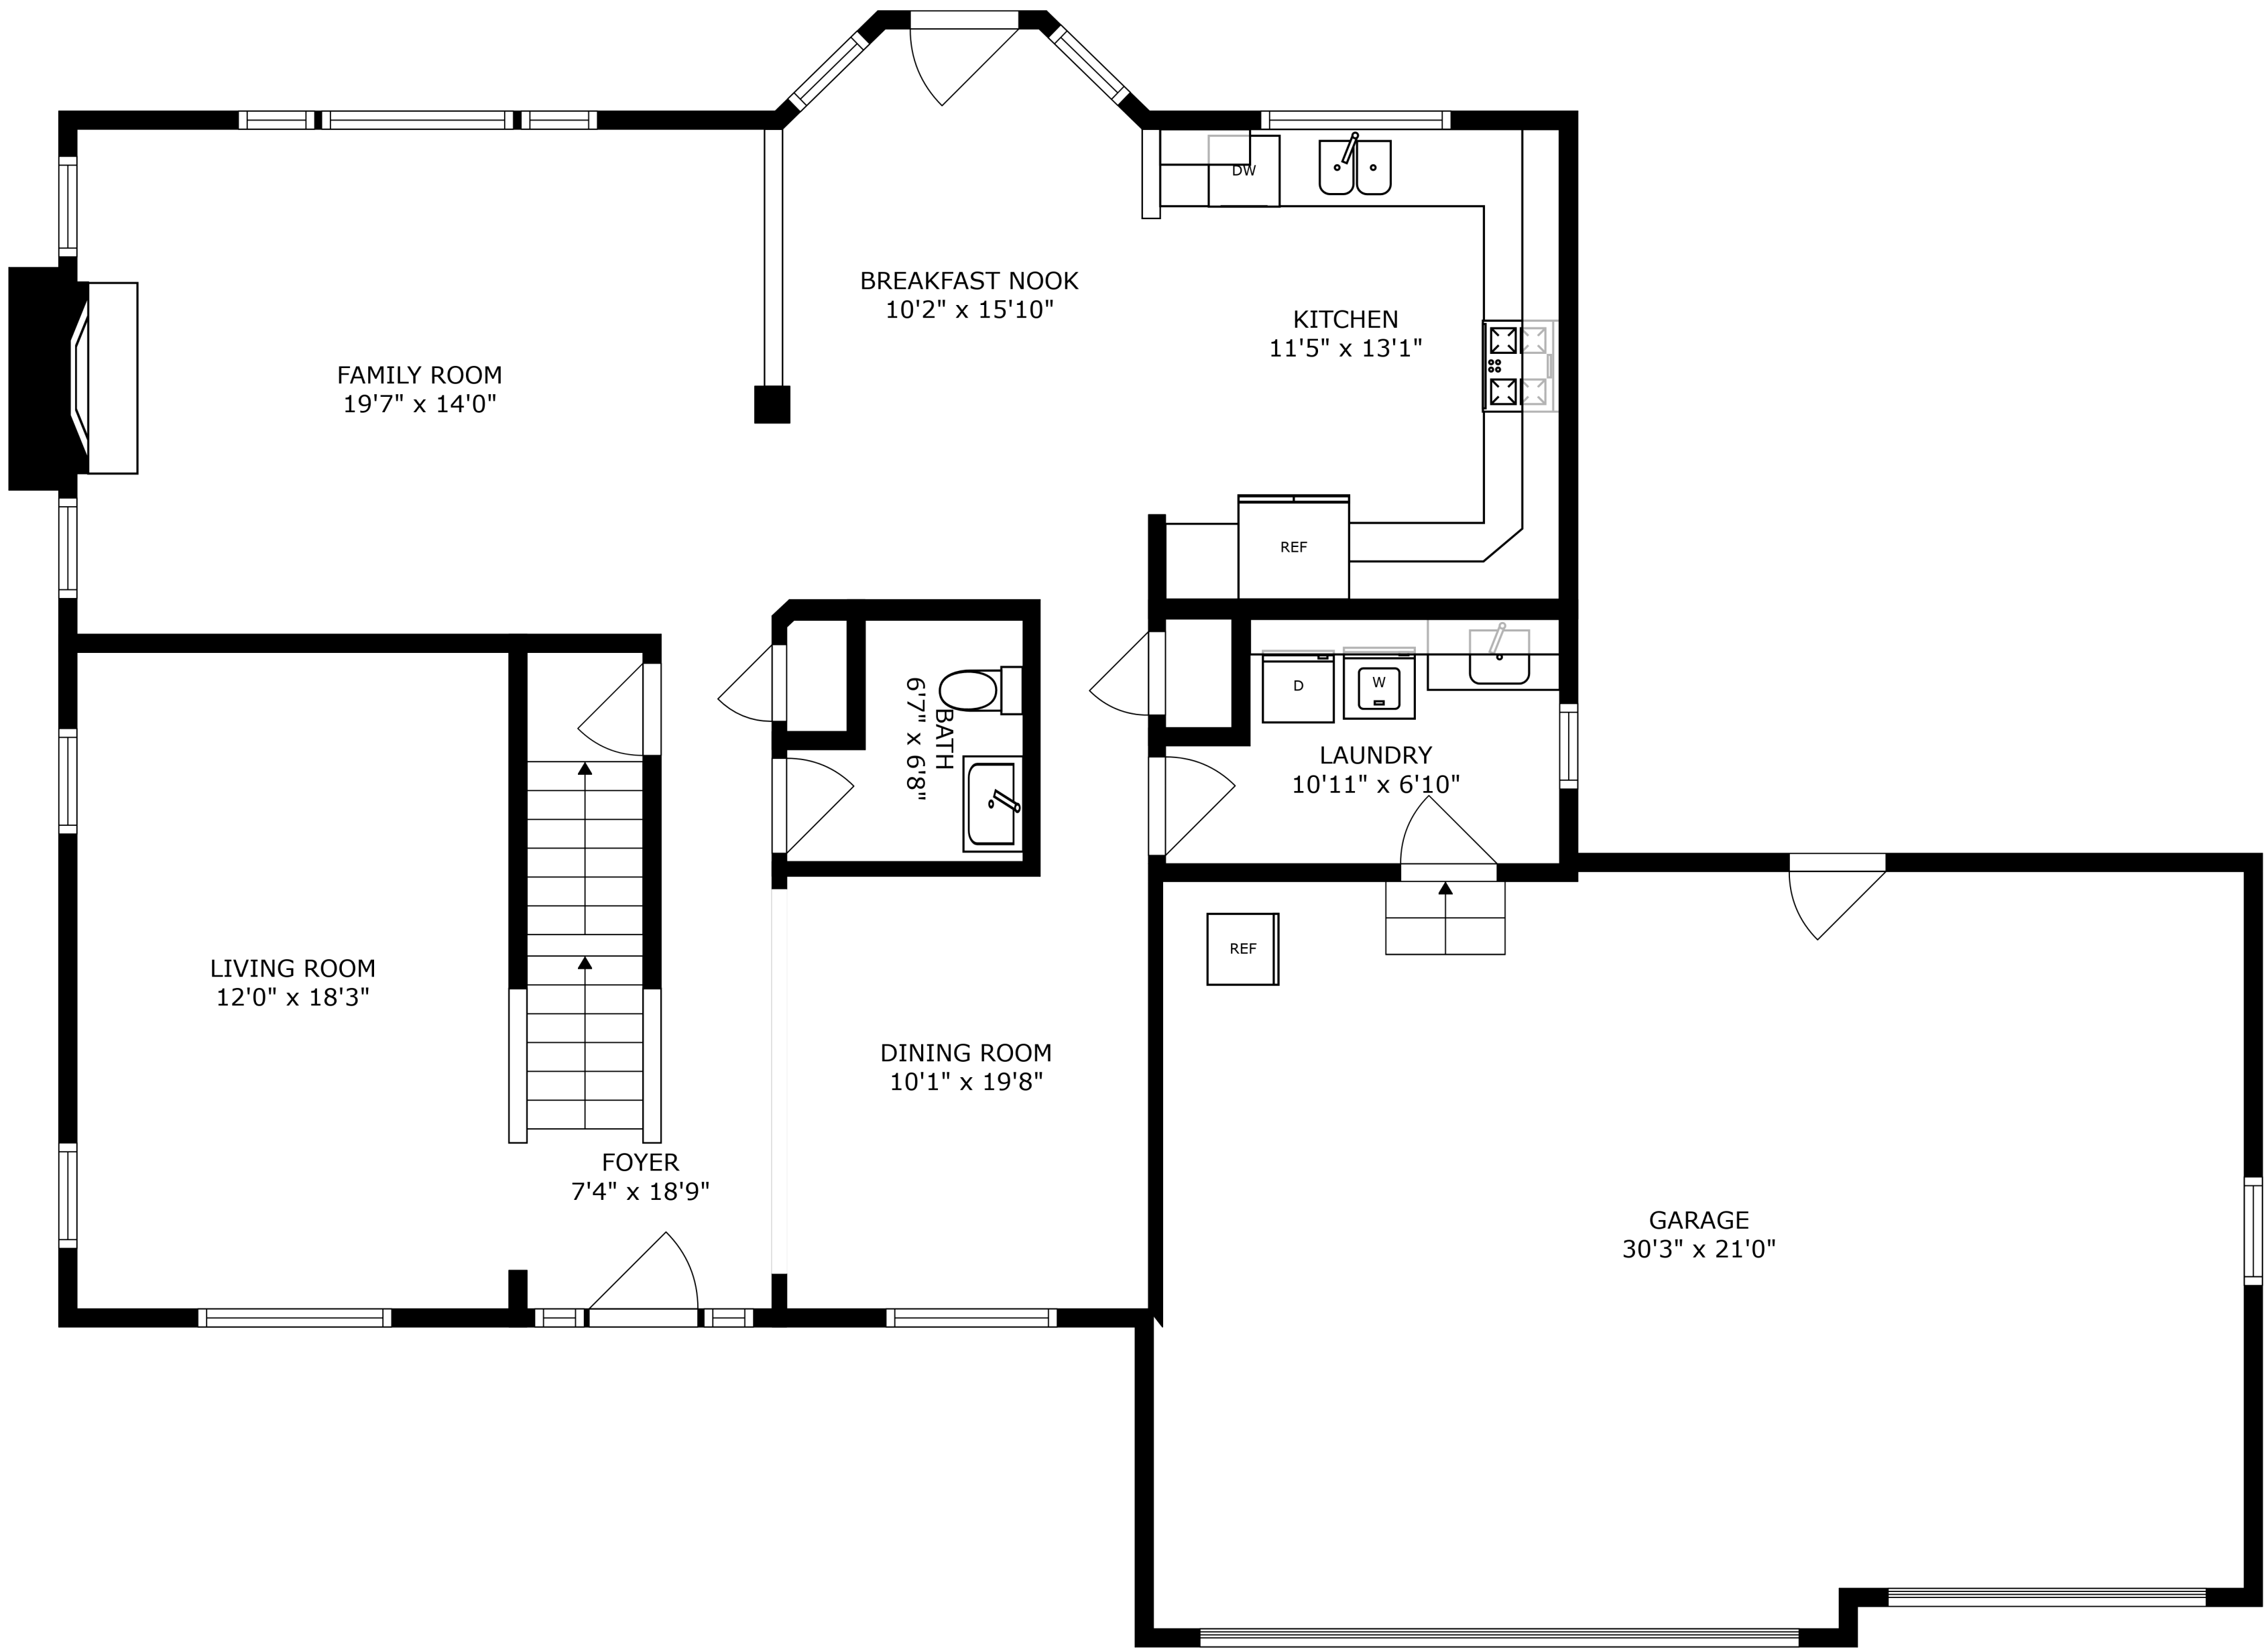 BREAKFAST NOOK
10'2" x 15'10"
DW
KITCHEN
11'5" x 13'1"
FAMILY ROOM
19'7" x 14'0"
REF
BATH
6'7" x 6'8"
D
W
LAUNDRY
10'11" x 6'10"
REF
LIVING ROOM
12'0" x 18'3"
DINING ROOM
10'1" x 19'8"
FOYER
7'4" x 18'9"
GARAGE
30'3" x 21'0"